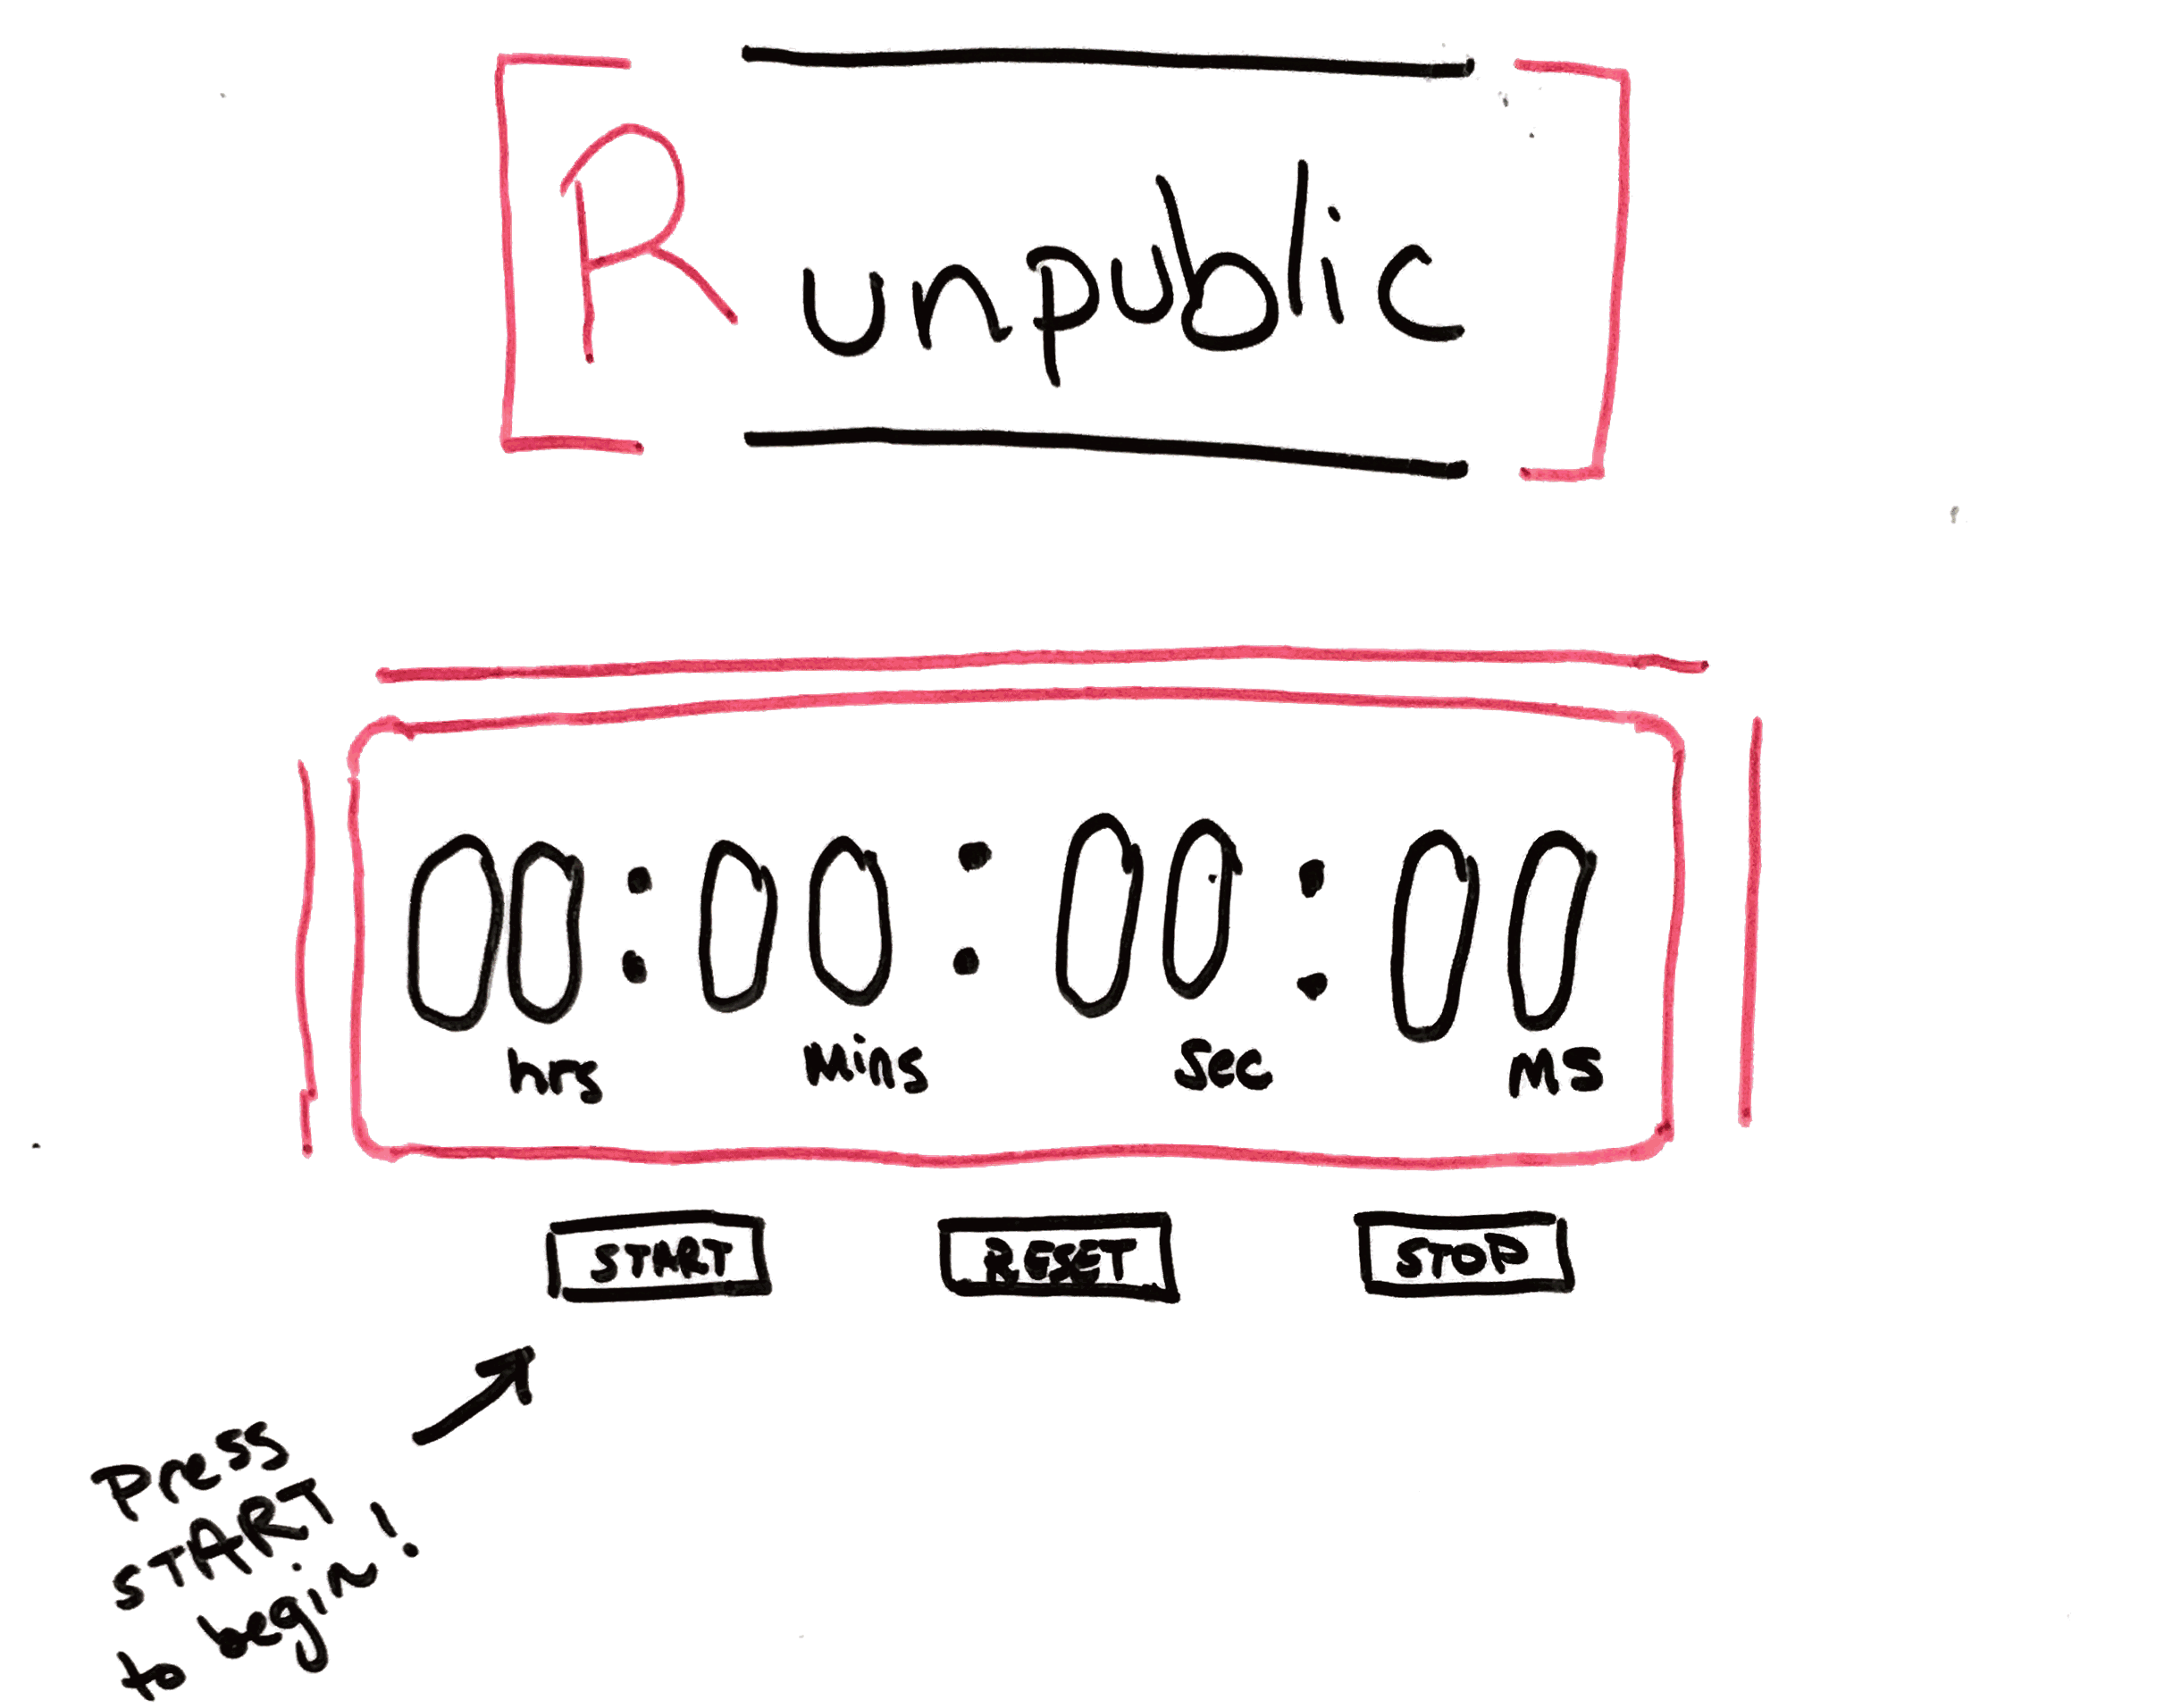 Runpublic
00:00:00:00
hrs Mins Sec MS
START RESET STOP
Press
START
to begin!